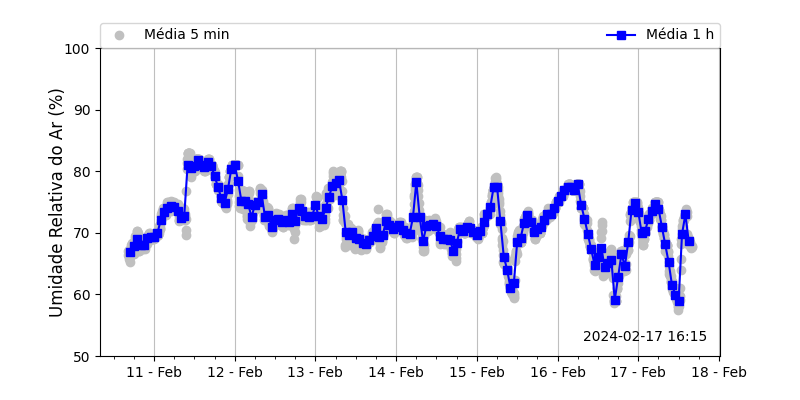 Média 5 min Média 1 h
Umidade Relativa do Ar (%)
100
90
80
70
60
50
2024-02-17 16:15
11 - Feb 12 - Feb 13 - Feb 14 - Feb 15 - Feb 16 - Feb 17 - Feb 18 - Feb